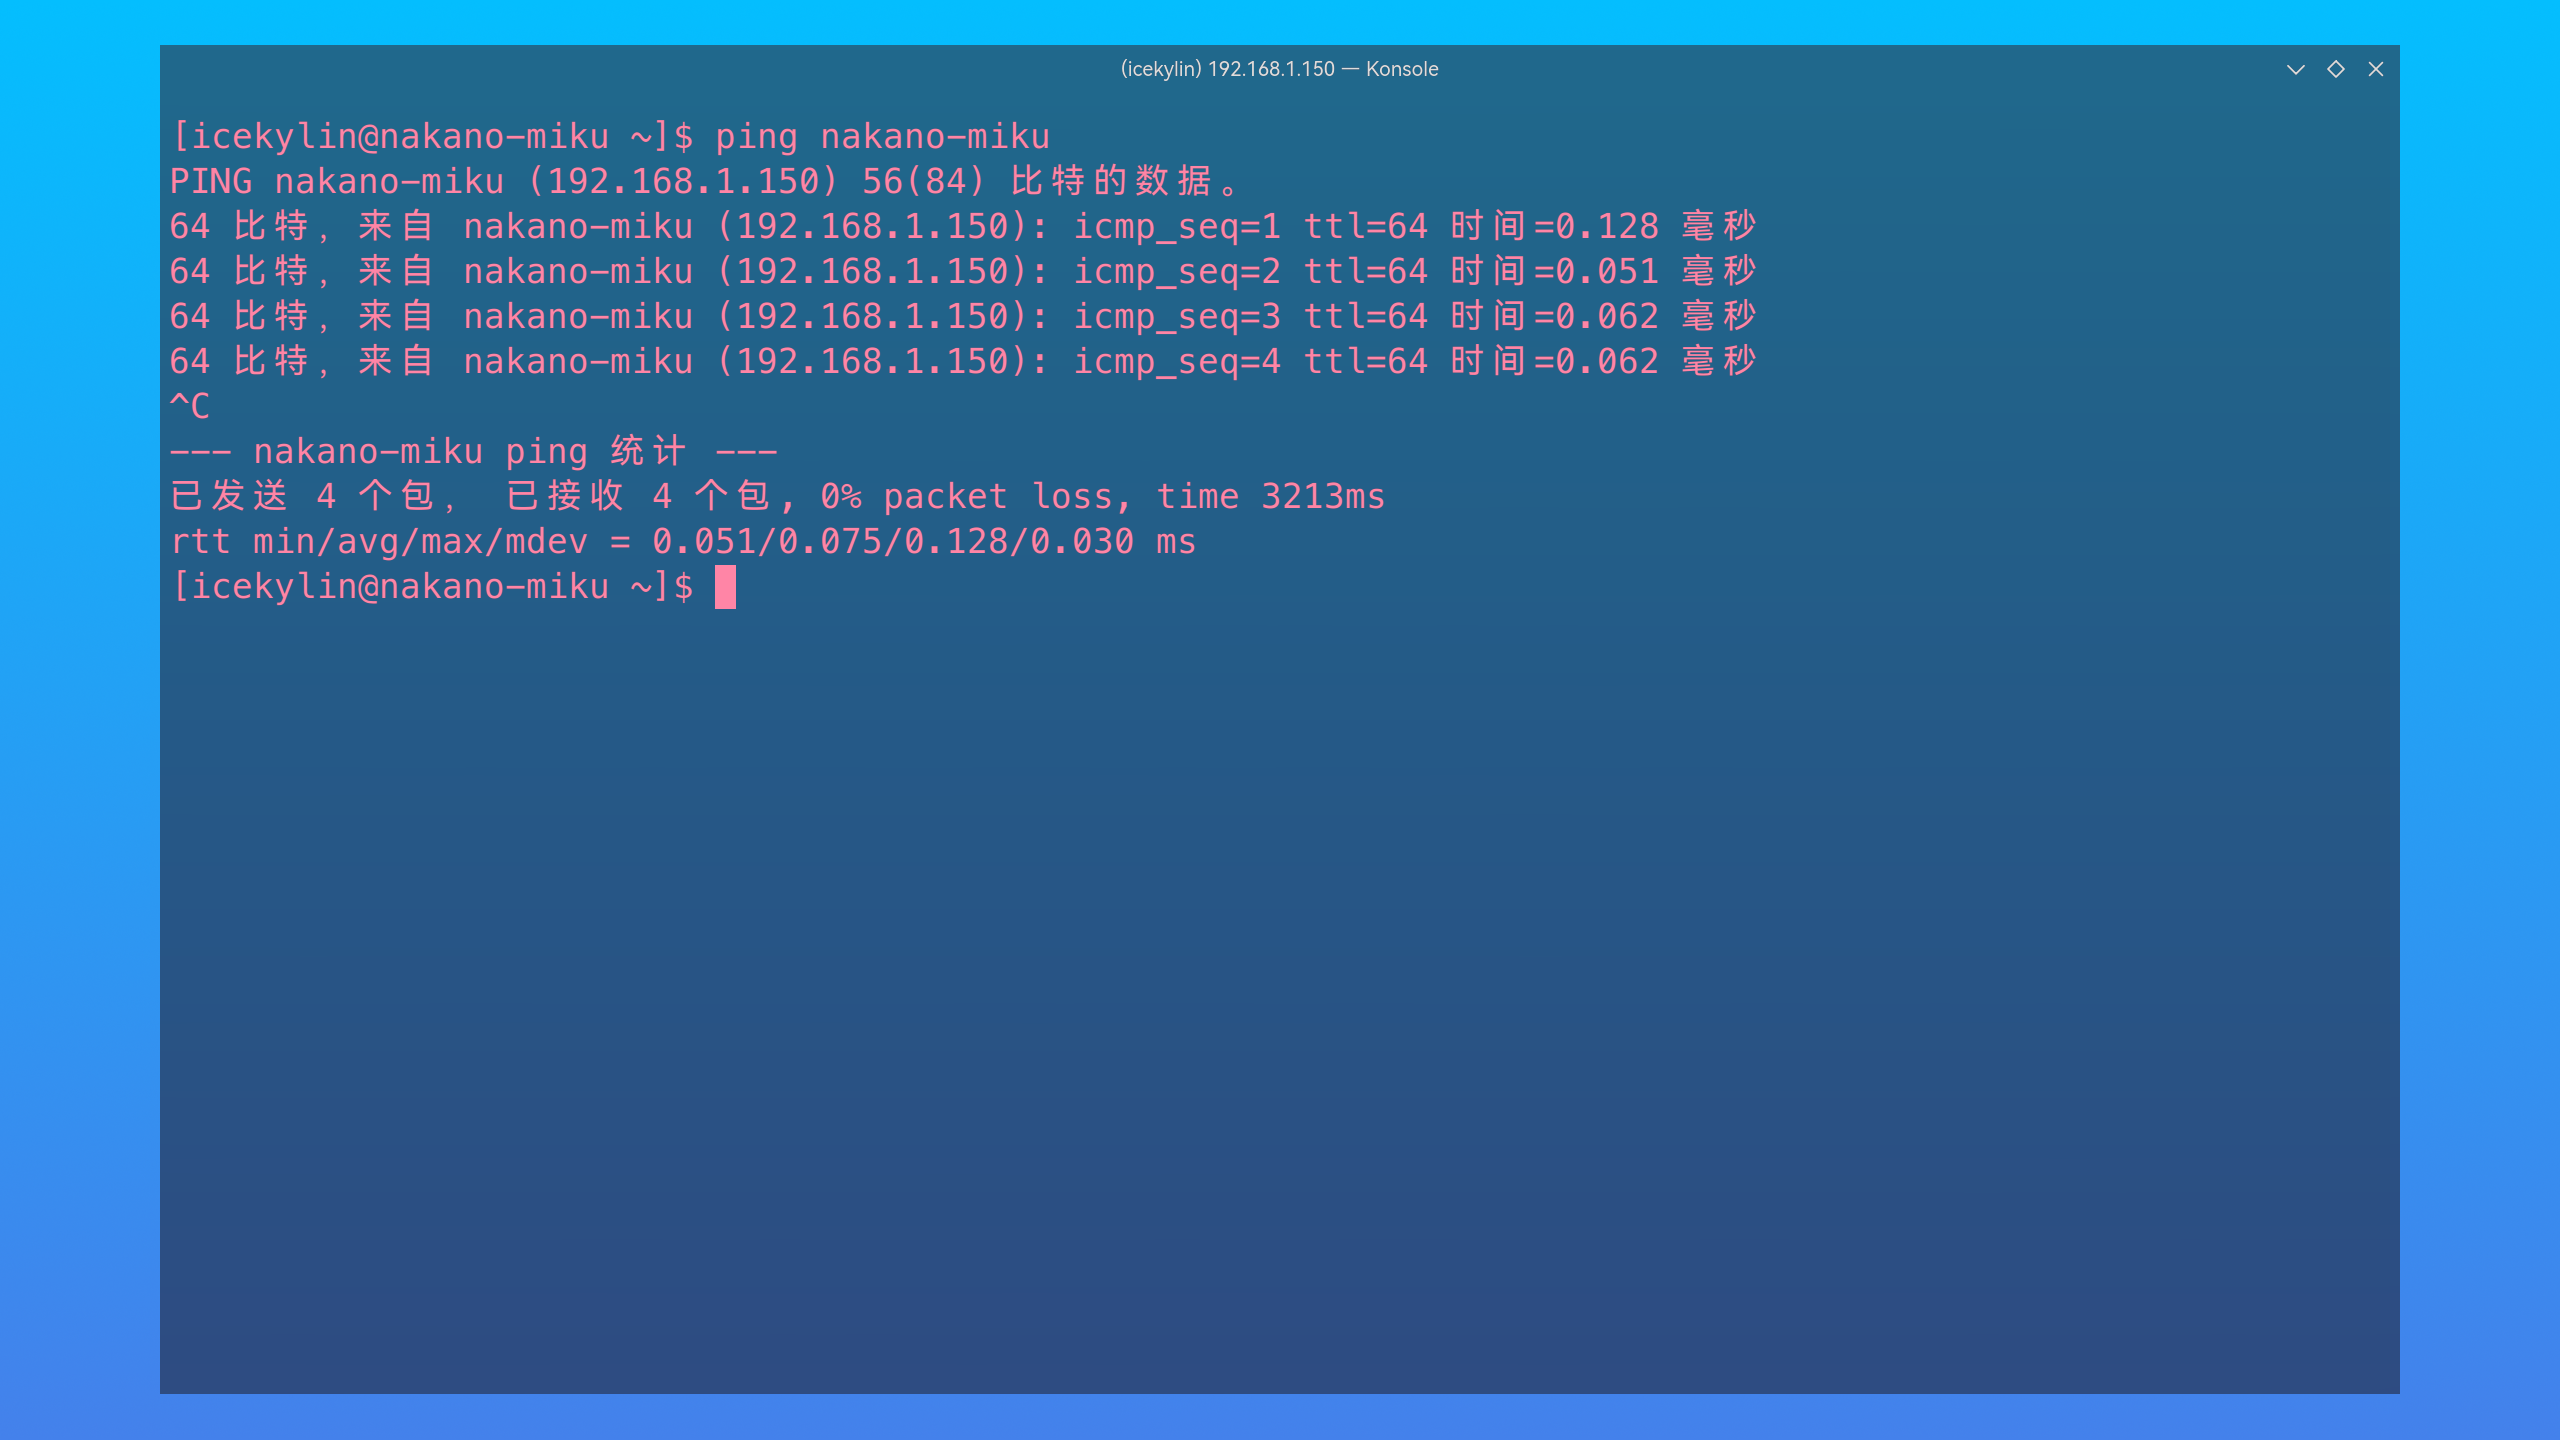 (icekylin) 192.168.1.150 — Konsole
[icekylin@nakano-miku ~]$ ping nakano-miku
PING nakano-miku (192.168.1.150) 56(84) 比特的数据。
64 比特，来自 nakano-miku (192.168.1.150): icmp_seq=1 ttl=64 时间=0.128 毫秒
64 比特，来自 nakano-miku (192.168.1.150): icmp_seq=2 ttl=64 时间=0.051 毫秒
64 比特，来自 nakano-miku (192.168.1.150): icmp_seq=3 ttl=64 时间=0.062 毫秒
64 比特，来自 nakano-miku (192.168.1.150): icmp_seq=4 ttl=64 时间=0.062 毫秒
^C
--- nakano-miku ping 统计 ---
已发送 4 个包， 已接收 4 个包, 0% packet loss, time 3213ms
rtt min/avg/max/mdev = 0.051/0.075/0.128/0.030 ms
[icekylin@nakano-miku ~]$